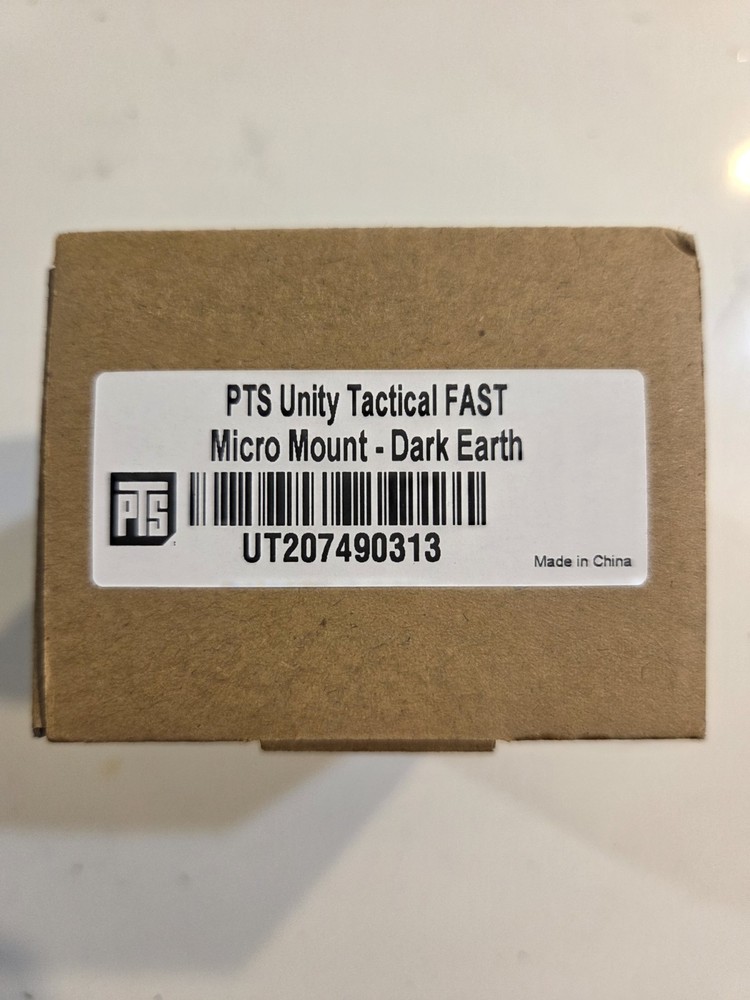 PTS Unity Tactical FAST
Micro Mount - Dark Earth
PTS
UT207490313
Made in China